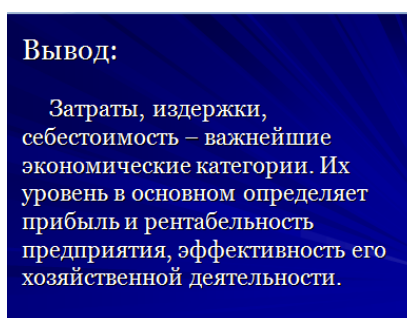 Вывод:
Затраты, издержки,
себестоимость – важнейшие
экономические категории. Их
уровень в основном определяет
прибыль и рентабельность
предприятия, эффективность его
хозяйственной деятельности.